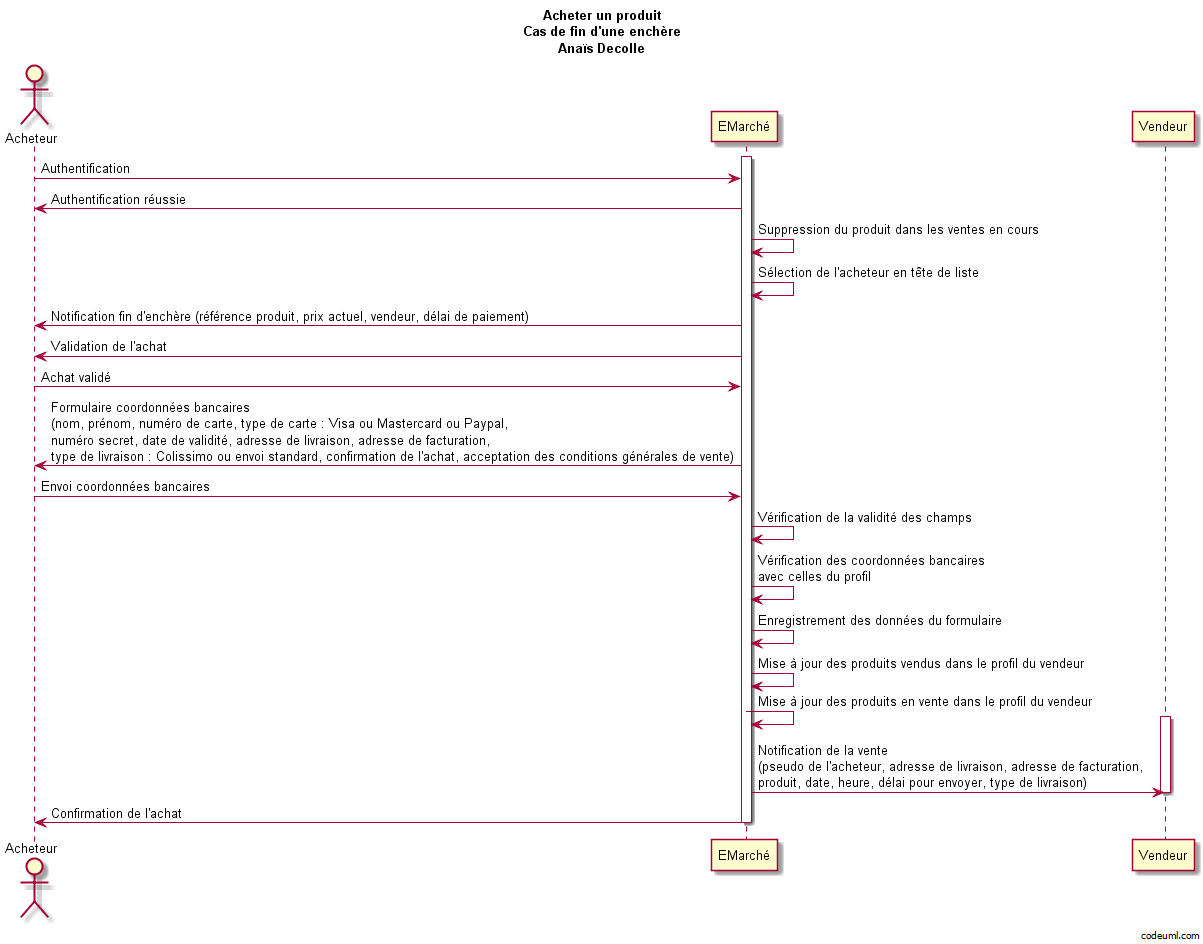 Acheter un produit
Cas de fin d'une enchère
Anaïs Decolle
Acheteur
EMarché
Vendeur
Authentification
Authentification réussie
Suppression du produit dans les ventes en cours
Sélection de l'acheteur en tête de liste
Notification fin d'enchère (référence produit, prix actuel, vendeur, délai de paiement)
Validation de l'achat
Achat validé
Formulaire coordonnées bancaires
(nom, prénom, numéro de carte, type de carte : Visa ou Mastercard ou Paypal,
numéro secret, date de validité, adresse de livraison, adresse de facturation,
type de livraison : Colissimo ou envoi standard, confirmation de l'achat, acceptation des conditions générales de vente)
Envoi coordonnées bancaires
Vérification de la validité des champs
Vérification des coordonnées bancaires
avec celles du profil
Enregistrement des données du formulaire
Mise à jour des produits vendus dans le profil du vendeur
Mise à jour des produits en vente dans le profil du vendeur
Notification de la vente
(pseudo de l'acheteur, adresse de livraison, adresse de facturation,
produit, date, heure, délai pour envoyer, type de livraison)
Confirmation de l'achat
Acheteur
EMarché
Vendeur
codeuml.com